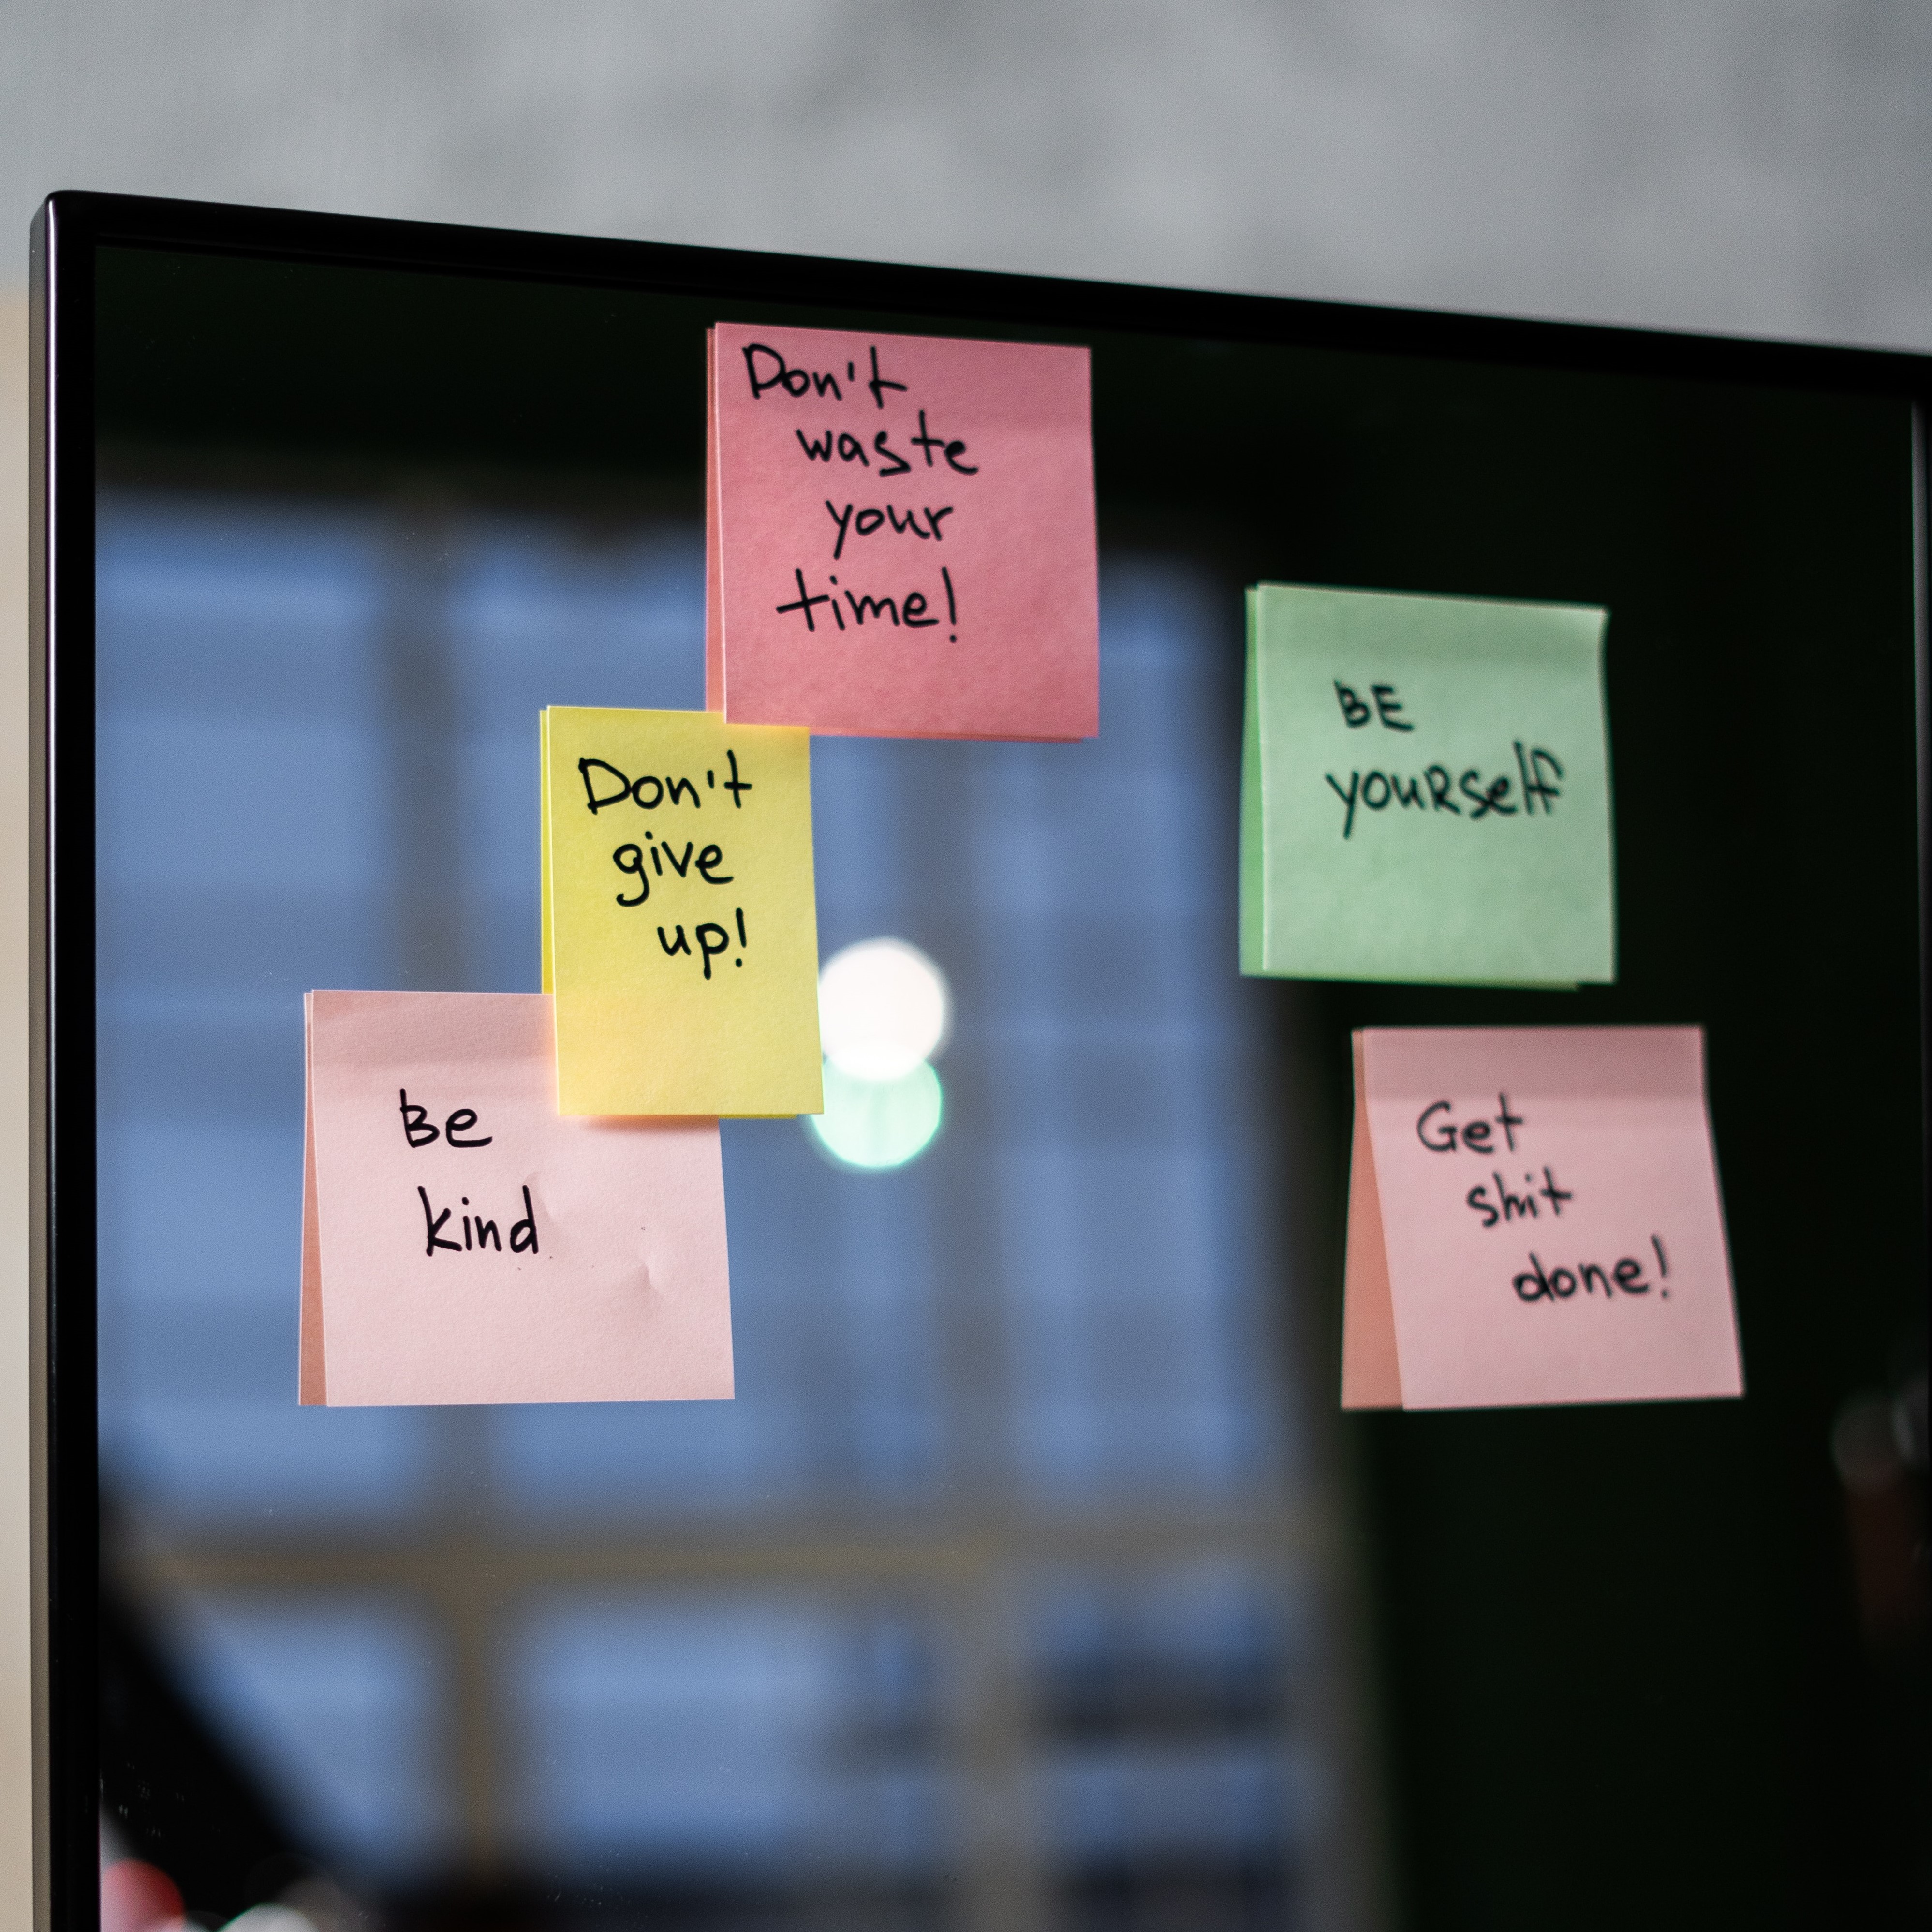 Don't
waste
your
time!
Don't
give
up!
Be
kind
BE
youRself
Get
shit
done!